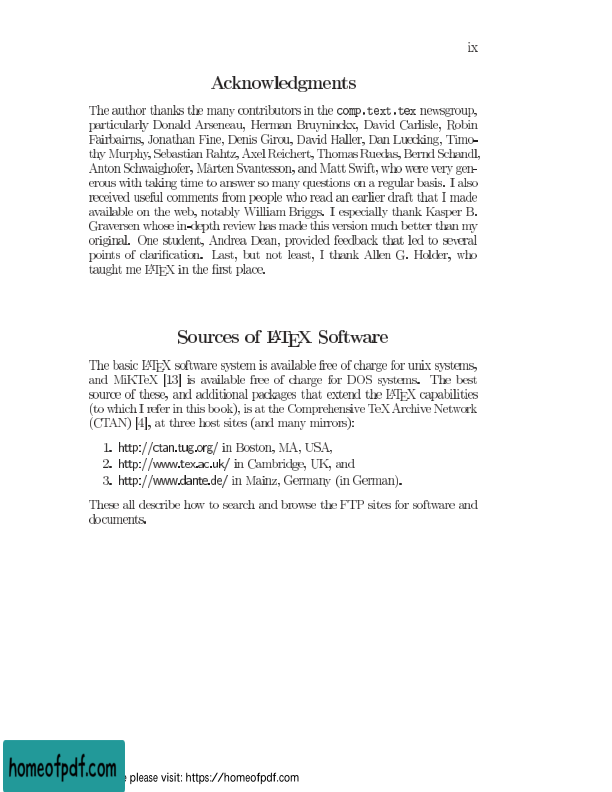 ix
Acknowledgments
The author thanks the many contributors in the comp.text.tex newsgroup,
particularly Donald Arseneau, Herman Bruyninckx, David Carlisle, Robin
Fairbairns, Jonathan Fine, Denis Girou, David Haller, Dan Luecking, Timo-
thy Murphy, Sebastian Rahtz, Axel Reichert, Thomas Ruedas, Bernd Schandl,
Anton Schwaighofer, Mårten Svantesson, and Matt Swift, who were very gen-
erous with taking time to answer so many questions on a regular basis. I also
received useful comments from people who read an earlier draft that I made
available on the web, notably William Briggs. I especially thank Kasper B.
Graversen whose in-depth review has made this version much better than my
original. One student, Andrea Dean, provided feedback that led to several
points of clarification. Last, but not least, I thank Allen G. Holder, who
taught me LATEX in the first place.
Sources of LATEX Software
The basic LATEX software system is available free of charge for unix systems,
and MiKTeX [13] is available free of charge for DOS systems. The best
source of these, and additional packages that extend the LATEX capabilities
(to which I refer in this book), is at the Comprehensive TeX Archive Network
(CTAN) [4], at three host sites (and many mirrors):
1. http://ctan.tug.org/ in Boston, MA, USA,
2. http://www.tex.ac.uk/ in Cambridge, UK, and
3. http://www.dante.de/ in Mainz, Germany (in German).
These all describe how to search and browse the FTP sites for software and
documents.
homeofpdf.com
please visit: https://homeofpdf.com